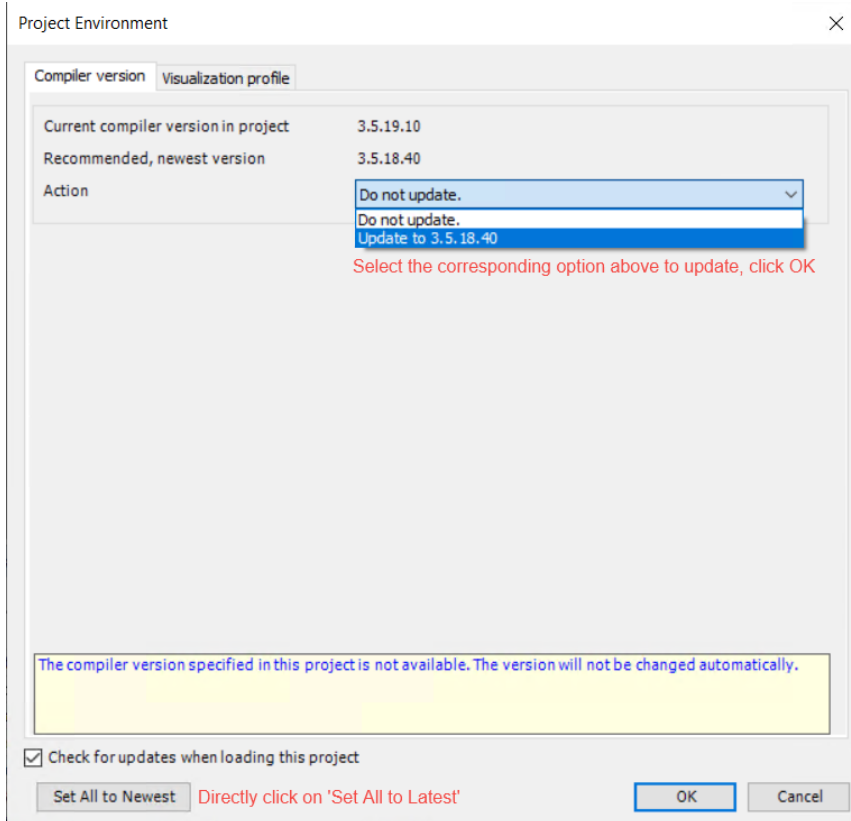 Project Environment
Compiler version Visualization profile
Current compiler version in project 3.5.19.10
Recommended, newest version 3.5.18.40
Action Do not update.
Do not update.
Update to 3.5.18.40
Select the corresponding option above to update, click OK
The compiler version specified in this project is not available. The version will not be changed automatically.
Check for updates when loading this project
Set All to Newest Directly click on 'Set All to Latest' OK Cancel